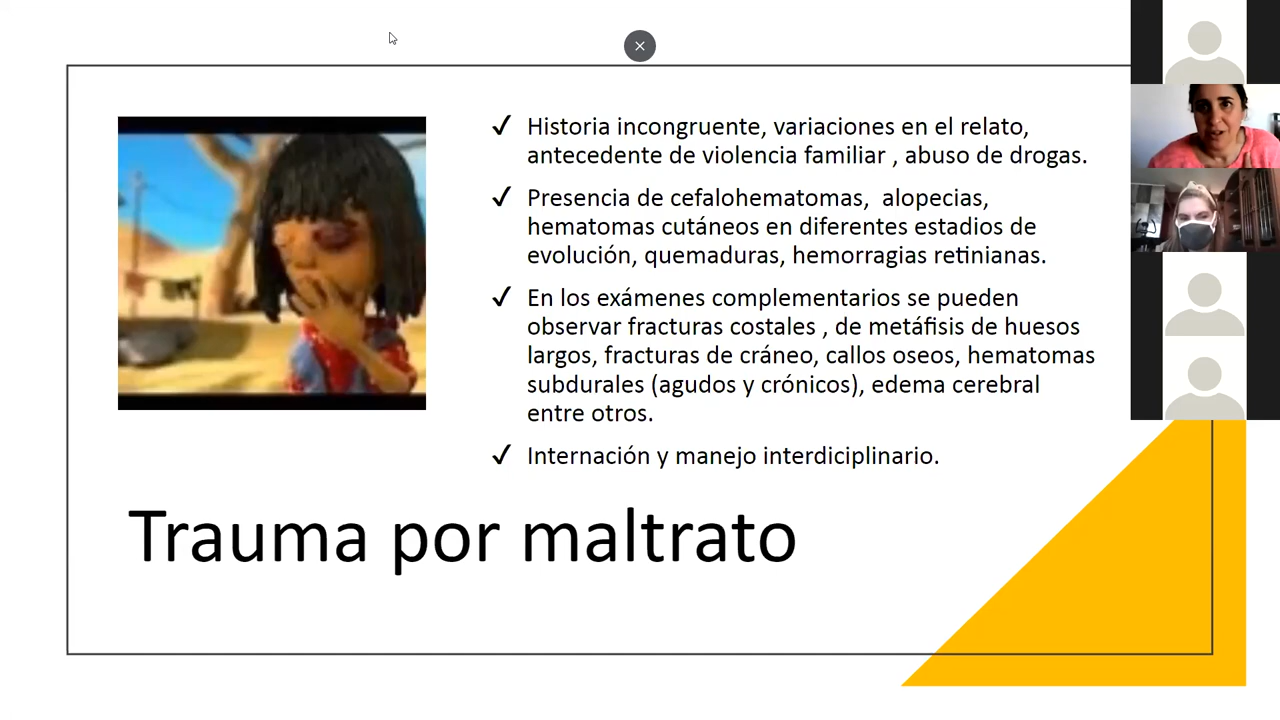 ✓ Historia incongruente, variaciones en el relato,
antecedente de violencia familiar , abuso de drogas.
✓ Presencia de cefalohematomas, alopecias,
hematomas cutáneos en diferentes estadios de
evolución, quemaduras, hemorragias retinianas.
✓ En los exámenes complementarios se pueden
observar fracturas costales , de metáfisis de huesos
largos, fracturas de cráneo, callos oseos, hematomas
subdurales (agudos y crónicos), edema cerebral
entre otros.
✓ Internación y manejo interdiciplinario.
Trauma por maltrato